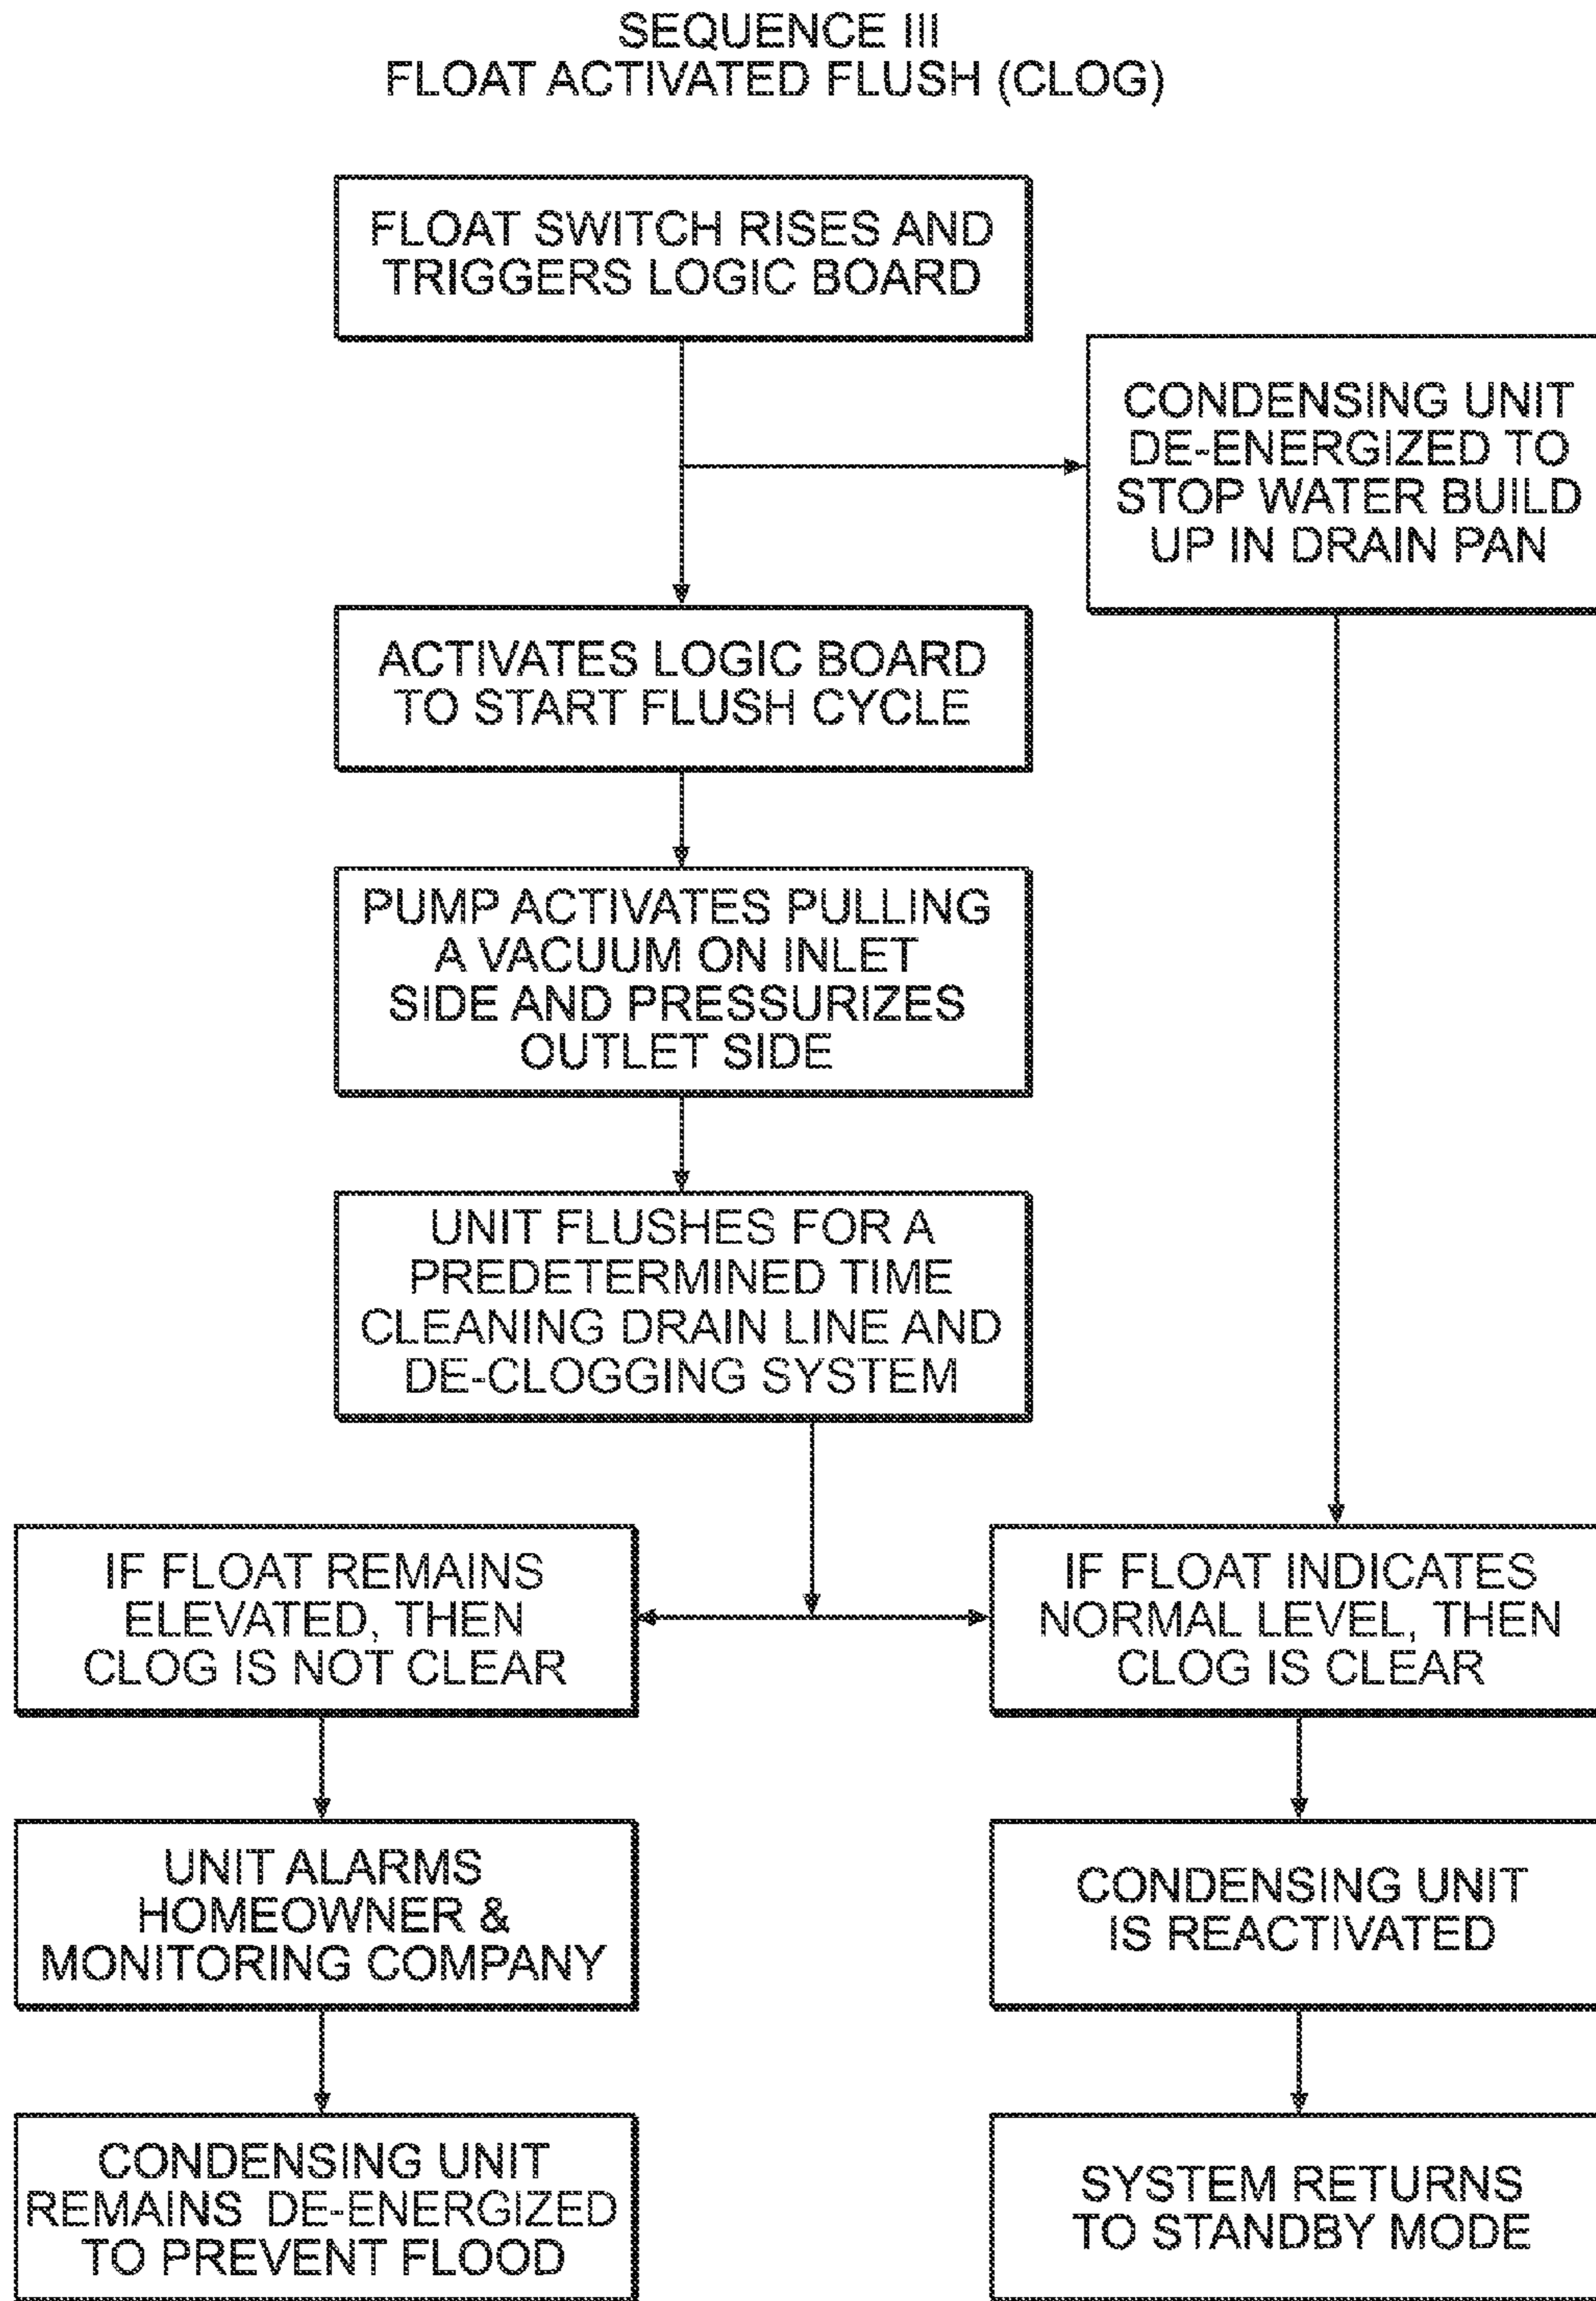 SEQUENCE III
FLOAT ACTIVATED FLUSH (CLOG)
FLOAT SWITCH RISES AND
TRIGGERS LOGIC BOARD
CONDENSING UNIT
DE-ENERGIZED TO
STOP WATER BUILD
UP IN DRAIN PAN
ACTIVATES LOGIC BOARD
TO START FLUSH CYCLE
PUMP ACTIVATES PULLING
A VACUUM ON INLET
SIDE AND PRESSURIZES
OUTLET SIDE
UNIT FLUSHES FOR A
PREDETERMINED TIME
CLEANING DRAIN LINE AND
DE-CLOGGING SYSTEM
IF FLOAT REMAINS
ELEVATED, THEN
CLOG IS NOT CLEAR
IF FLOAT INDICATES
NORMAL LEVEL, THEN
CLOG IS CLEAR
UNIT ALARMS
HOMEOWNER &
MONITORING COMPANY
CONDENSING UNIT
IS REACTIVATED
CONDENSING UNIT
REMAINS DE-ENERGIZED
TO PREVENT FLOOD
SYSTEM RETURNS
TO STANDBY MODE